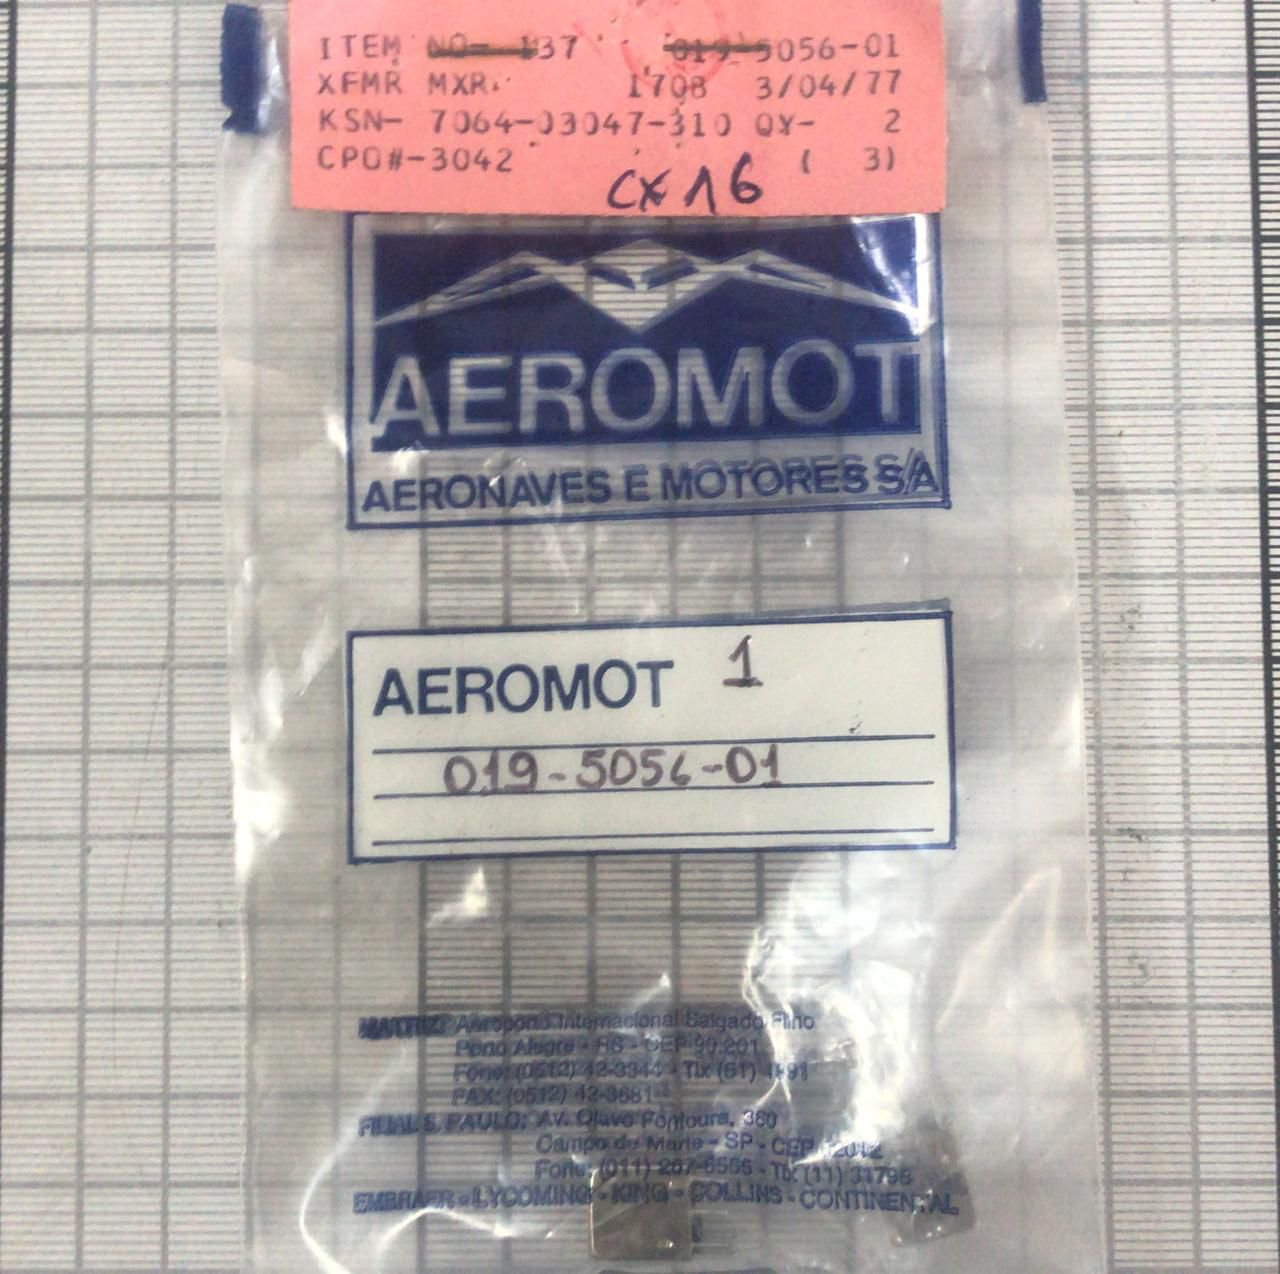 ITEM NO- 137 019-5056-01
XFMR MXR. 1708 3/04/77
KSN- 7064-03047-310 QY- 2
CPO#-3042 ( 3)
CX 16
AEROMOT
AERONAVES E MOTORES S/A
AEROMOT 1
019-5056-01
MATRIZ: Aeroporto Internacional Salgado Filho
Porto Alegre - RS - CEP 90.201
Fone: (0512) 42-3344 - Tlx (51)
FAX: (0512) 42-3681
FILIAL S. PAULO: Av. Olavo Fontoura, 380
Campo de Marte - SP - CEP 02012
Fone: (011) 267-6556 - Tlx (11) 31798
EMBRAER - LYCOMING - KING - COLLINS - CONTINENTAL